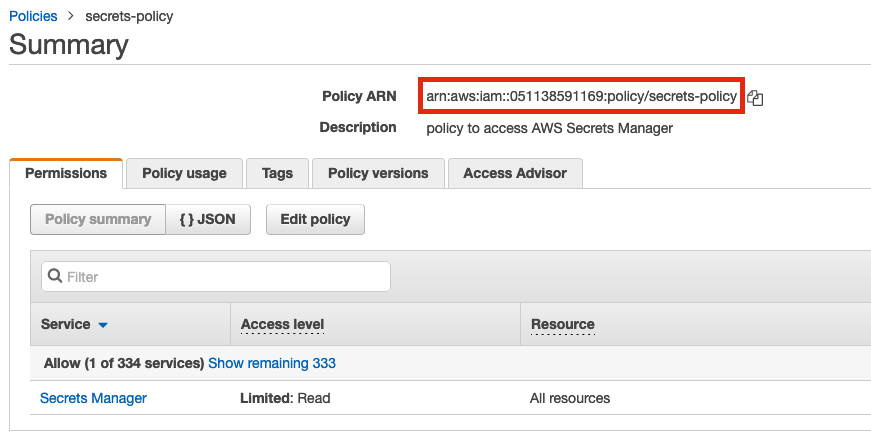 Policies > secrets-policy
Summary
Policy ARN arn:aws:iam::051138591169:policy/secrets-policy
Description policy to access AWS Secrets Manager
Permissions Policy usage Tags Policy versions Access Advisor
Policy summary { } JSON Edit policy
Filter
Service Access level Resource
Allow (1 of 334 services) Show remaining 333
Secrets Manager Limited: Read All resources